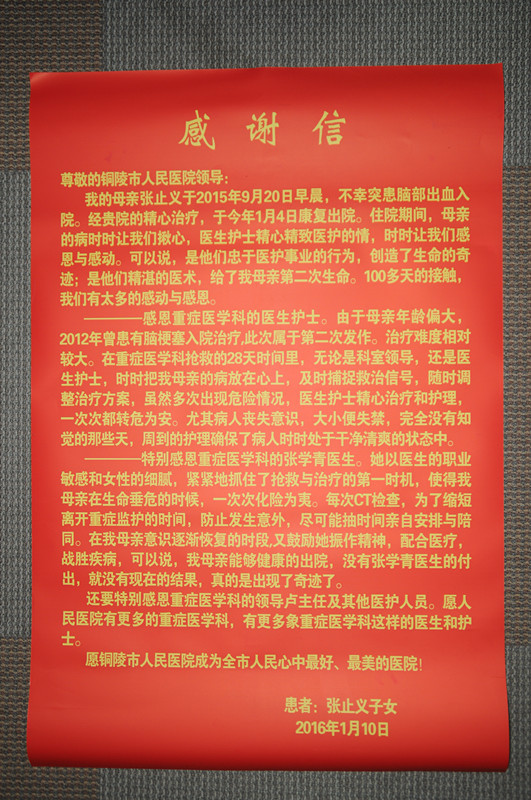 感谢信
尊敬的铜陵市人民医院领导：
我的母亲张止义于2015年9月20日早晨，不幸突患脑部出血入
院。经贵院的精心治疗，于今年1月4日康复出院。住院期间，母亲
的病时时让我们揪心，医生护士精心精致医护的情，时时让我们感
恩与感动。可以说，是他们忠于医护事业的行为，创造了生命的奇
迹；是他们精湛的医术，给了我母亲第二次生命。100多天的接触，
我们有太多的感动与感恩。
————感恩重症医学科的医生护士。由于母亲年龄偏大，
2012年曾患有脑梗塞入院治疗,此次属于第二次发作。治疗难度相对
较大。在重症医学科抢救的28天时间里，无论是科室领导，还是医
生护士，时时把我母亲的病放在心上，及时捕捉救治信号，随时调
整治疗方案，虽然多次出现危险情况，医生护士精心治疗和护理，
一次次都转危为安。尤其病人丧失意识，大小便失禁，完全没有知
觉的那些天，周到的护理确保了病人时时处于干净清爽的状态中。
————特别感恩重症医学科的张学青医生。她以医生的职业
敏感和女性的细腻，紧紧地抓住了抢救与治疗的第一时机，使得我
母亲在生命垂危的时候，一次次化险为夷。每次CT检查，为了缩短
离开重症监护的时间，防止发生意外，尽可能抽时间亲自安排与陪
同。在我母亲意识逐渐恢复的时段,又鼓励她振作精神，配合医疗，
战胜疾病，可以说，我母亲能够健康的出院，没有张学青医生的付
出，就没有现在的结果，真的是出现了奇迹了。
还要特别感恩重症医学科的领导卢主任及其他医护人员。愿人
民医院有更多的重症医学科，有更多象重症医学科这样的医生和护
士。
愿铜陵市人民医院成为全市人民心中最好、最美的医院！
患者：张止义子女
2016年1月10日